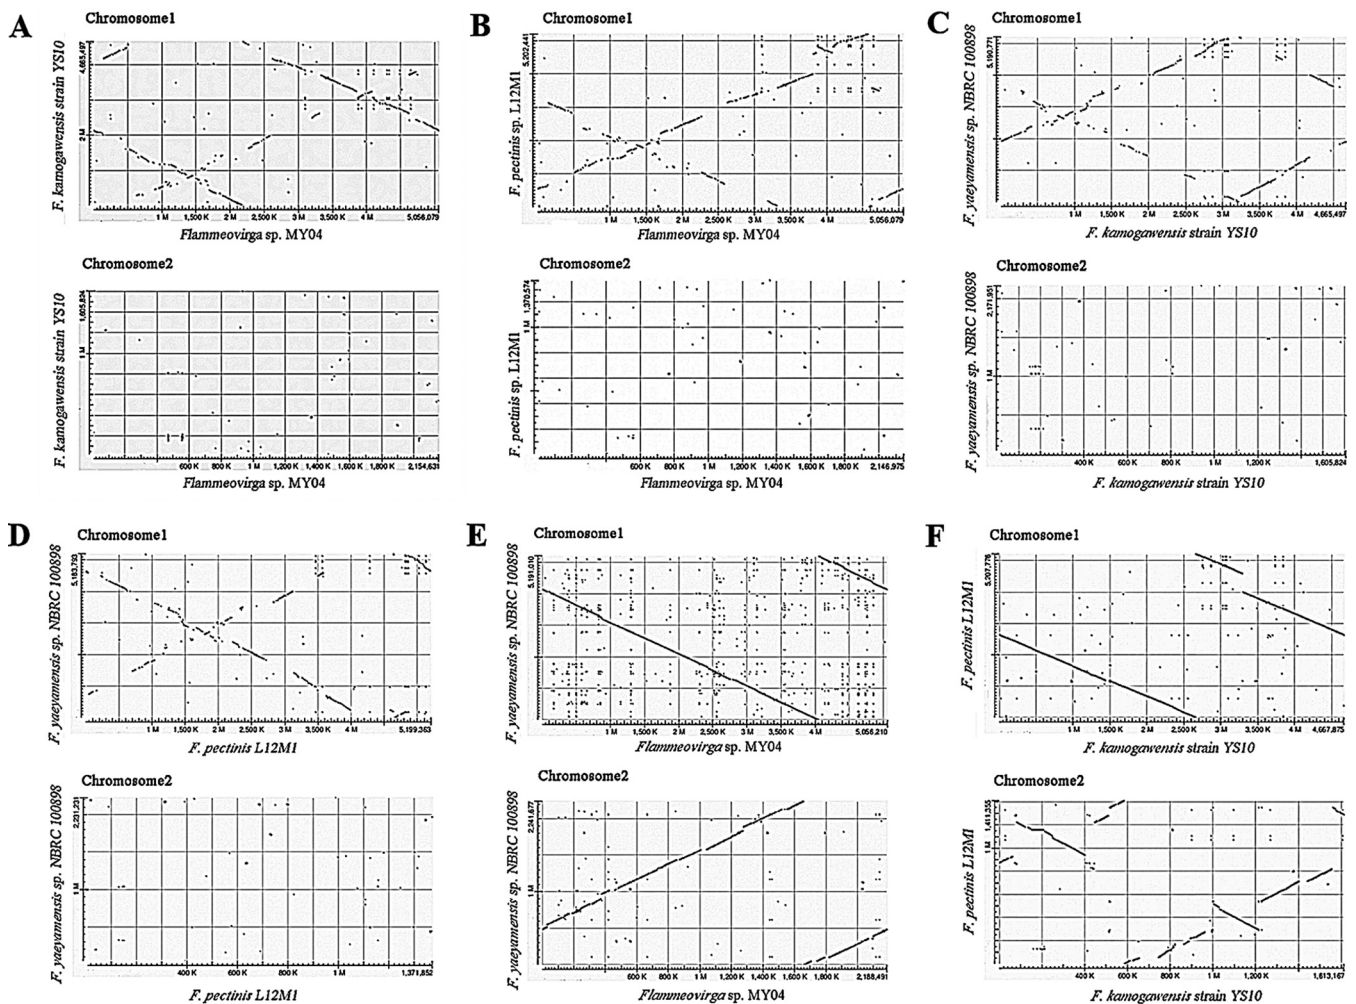 A
Chromosome1
F. kamogawensis strain YS10
4,665,497
2 M
1 M 1,500 K 2 M 2,500 K 3 M 3,500 K 4 M 5,056,079
Flammeovirga sp. MY04
Chromosome2
F. kamogawensis strain YS10
1 M
600 K 800 K 1 M 1,200 K 1,400 K 1,600 K 1,800 K 2,154,631
Flammeovirga sp. MY04
B
Chromosome1
F. pectinis sp. L12M1
5,202,441
1 M 1,500 K 2 M 2,500 K 3 M 3,500 K 4 M 5,056,079
Flammeovirga sp. MY04
Chromosome2
F. pectinis sp. L12M1
1,370,574
1 M
600 K 800 K 1 M 1,200 K 1,400 K 1,600 K 1,800 K 2,146,975
Flammeovirga sp. MY04
C
Chromosome1
F. yaeyamensis sp. NBRC 100898
5,190,771
1 M 1,500 K 2 M 2,500 K 3 M 3,500 K 4 M 4,665,497
F. kamogawensis strain YS10
Chromosome2
F. yaeyamensis sp. NBRC 100898
2,171,951
1 M
400 K 600 K 800 K 1 M 1,200 K 1,605,824
F. kamogawensis strain YS10
D
Chromosome1
F. yaeyamensis sp. NBRC 100898
5,183,793
1 M 1,500 K 2 M 2,500 K 3 M 3,500 K 4 M 5,199,363
F. pectinis L12M1
Chromosome2
F. yaeyamensis sp. NBRC 100898
2,231,231
1 M
400 K 600 K 800 K 1 M 1,371,852
F. pectinis L12M1
E
Chromosome1
F. yaeyamensis sp. NBRC 100898
5,191,010
1 M 1,500 K 2 M 2,500 K 3 M 3,500 K 4 M 5,056,210
Flammeovirga sp. MY04
Chromosome2
F. yaeyamensis sp. NBRC 100898
2,241,677
1 M
600 K 800 K 1 M 1,200 K 1,400 K 1,600 K 1,800 K 2,188,491
Flammeovirga sp. MY04
F
Chromosome1
F. pectinis L12M1
5,207,776
1 M 1,500 K 2 M 2,500 K 3 M 3,500 K 4 M 4,667,875
F. kamogawensis strain YS10
Chromosome2
F. pectinis L12M1
1,411,355
1 M
400 K 600 K 800 K 1 M 1,200 K 1,613,167
F. kamogawensis strain YS10